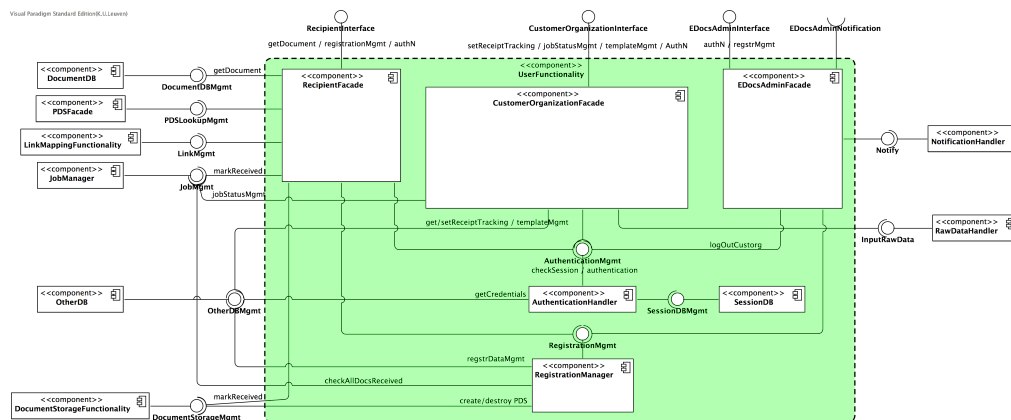 Visual Paradigm Standard Edition(K.U.Leuven)
RecipientInterface
CustomerOrganizationInterface
EDocsAdminInterface
EDocsAdminNotification
getDocument / registrationMgmt / authN
setReceiptTracking / jobStatusMgmt / templateMgmt / AuthN
authN / regstrMgmt
<<component>>
UserFunctionality
<<component>>
DocumentDB
getDocument
DocumentDBMgmt
<<component>>
RecipientFacade
<<component>>
CustomerOrganizationFacade
<<component>>
EDocsAdminFacade
<<component>>
PDSFacade
PDSLookupMgmt
<<component>>
LinkMappingFunctionality
LinkMgmt
<<component>>
NotificationHandler
Notify
<<component>>
JobManager
markReceived
JobMgmt
jobStatusMgmt
get/setReceiptTracking / templateMgmt
<<component>>
RawDataHandler
InputRawData
logOutCustorg
AuthenticationMgmt
checkSession / authentication
<<component>>
OtherDB
OtherDBMgmt
getCredentials
<<component>>
AuthenticationHandler
SessionDBMgmt
<<component>>
SessionDB
RegistrationMgmt
regstrDataMgmt
<<component>>
RegistrationManager
checkAllDocsReceived
<<component>>
DocumentStorageFunctionality
markReceived
DocumentStorageMgmt
create/destroy PDS